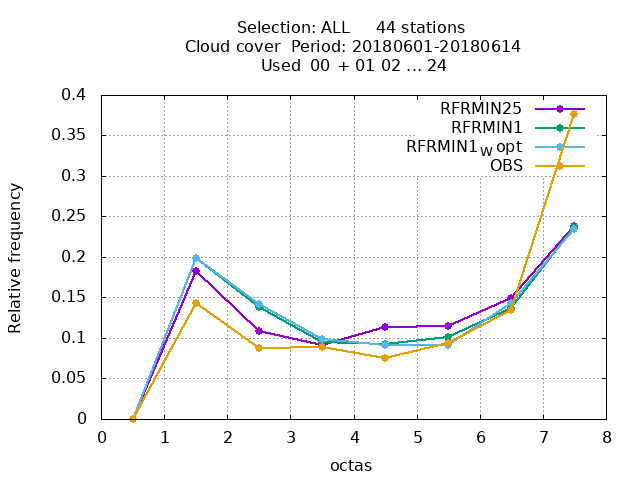 Selection: ALL 44 stations
Cloud cover Period: 20180601-20180614
Used 00 + 01 02 ... 24
RFRMIN25
RFRMIN1
RFRMIN1W opt
OBS
Relative frequency
0.4
0.35
0.3
0.25
0.2
0.15
0.1
0.05
0
0 1 2 3 4 5 6 7 8
octas